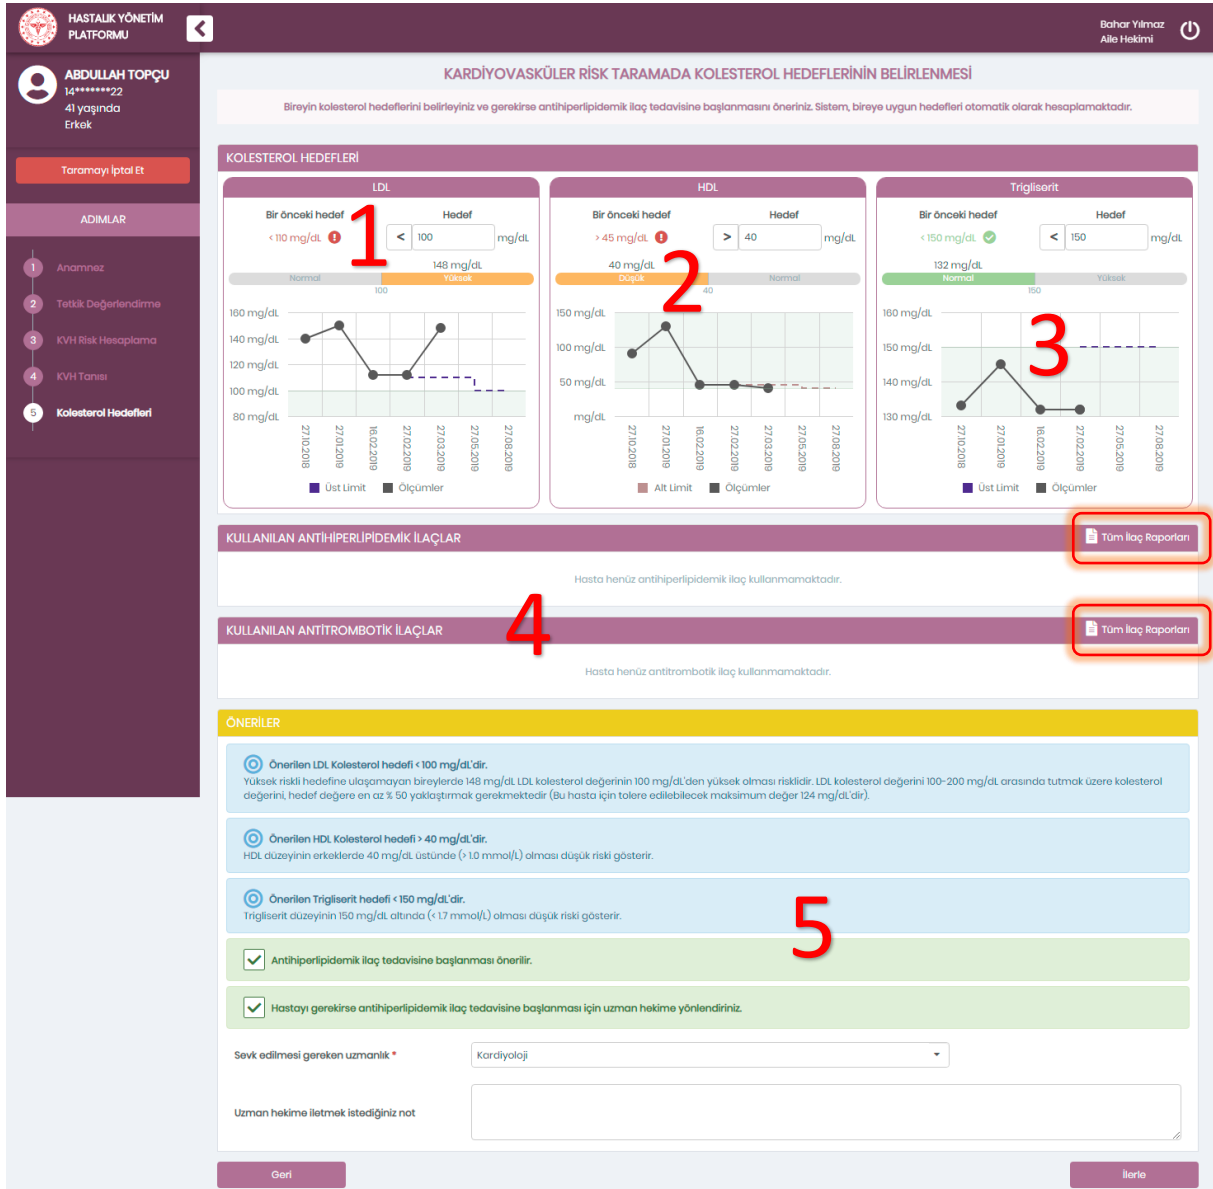 HASTALIK YÖNETİM
PLATFORMU
Bahar Yılmaz
Aile Hekimi
ABDULLAH TOPÇU
14*******22
41 yaşında
Erkek
Taramayı İptal Et
ADIMLAR
1 Anamnez
2 Tetkik Değerlendirme
3 KVH Risk Hesaplama
4 KVH Tanısı
5 Kolesterol Hedefleri
KARDİYOVASKÜLER RİSK TARAMADA KOLESTEROL HEDEFLERİNİN BELİRLENMESİ
Bireyin kolesterol hedeflerini belirleyiniz ve gerekirse antihiperlipidemik ilaç tedavisine başlanmasını öneriniz. Sistem, bireye uygun hedefleri otomatik olarak hesaplamaktadır.
KOLESTEROL HEDEFLERİ
LDL
Bir önceki hedef
Hedef
< 110 mg/dL
< 100 mg/dL
1
148 mg/dL
Normal
Yüksek
100
160 mg/dL
140 mg/dL
120 mg/dL
100 mg/dL
80 mg/dL
27.10.2018
27.01.2019
16.02.2019
27.02.2019
27.03.2019
27.05.2019
27.08.2019
Üst Limit
Ölçümler
HDL
Bir önceki hedef
Hedef
> 45 mg/dL
> 40 mg/dL
2
40 mg/dL
Düşük
Normal
40
150 mg/dL
100 mg/dL
50 mg/dL
mg/dL
27.10.2018
27.01.2019
16.02.2019
27.02.2019
27.03.2019
27.05.2019
27.08.2019
Alt Limit
Ölçümler
Trigliserit
Bir önceki hedef
Hedef
< 150 mg/dL
< 150 mg/dL
3
132 mg/dL
Normal
Yüksek
150
160 mg/dL
150 mg/dL
140 mg/dL
130 mg/dL
27.10.2018
27.01.2019
16.02.2019
27.02.2019
27.05.2019
27.08.2019
Üst Limit
Ölçümler
KULLANILAN ANTİHİPERLİPİDEMİK İLAÇLAR
Tüm İlaç Raporları
Hasta henüz antihiperlipidemik ilaç kullanmamaktadır.
4
KULLANILAN ANTİTROMBOTİK İLAÇLAR
Tüm İlaç Raporları
Hasta henüz antitrombotik ilaç kullanmamaktadır.
ÖNERİLER
Önerilen LDL Kolesterol hedefi < 100 mg/dL'dir.
Yüksek riskli hedefine ulaşamayan bireylerde 148 mg/dL LDL kolesterol değerinin 100 mg/dL'den yüksek olması risklidir. LDL kolesterol değerini 100-200 mg/dL arasında tutmak üzere kolesterol
değerini, hedef değere en az % 50 yaklaştırmak gerekmektedir (Bu hasta için tolere edilebilecek maksimum değer 124 mg/dL'dir).
Önerilen HDL Kolesterol hedefi > 40 mg/dL'dir.
HDL düzeyinin erkeklerde 40 mg/dL üstünde (> 1.0 mmol/L) olması düşük riski gösterir.
Önerilen Trigliserit hedefi < 150 mg/dL'dir.
Trigliserit düzeyinin 150 mg/dL altında (< 1.7 mmol/L) olması düşük riski gösterir.
5
Antihiperlipidemik ilaç tedavisine başlanması önerilir.
Hastayı gerekirse antihiperlipidemik ilaç tedavisine başlanması için uzman hekime yönlendiriniz.
Sevk edilmesi gereken uzmanlık *
Kardiyoloji
Uzman hekime iletmek istediğiniz not
Geri
İlerle